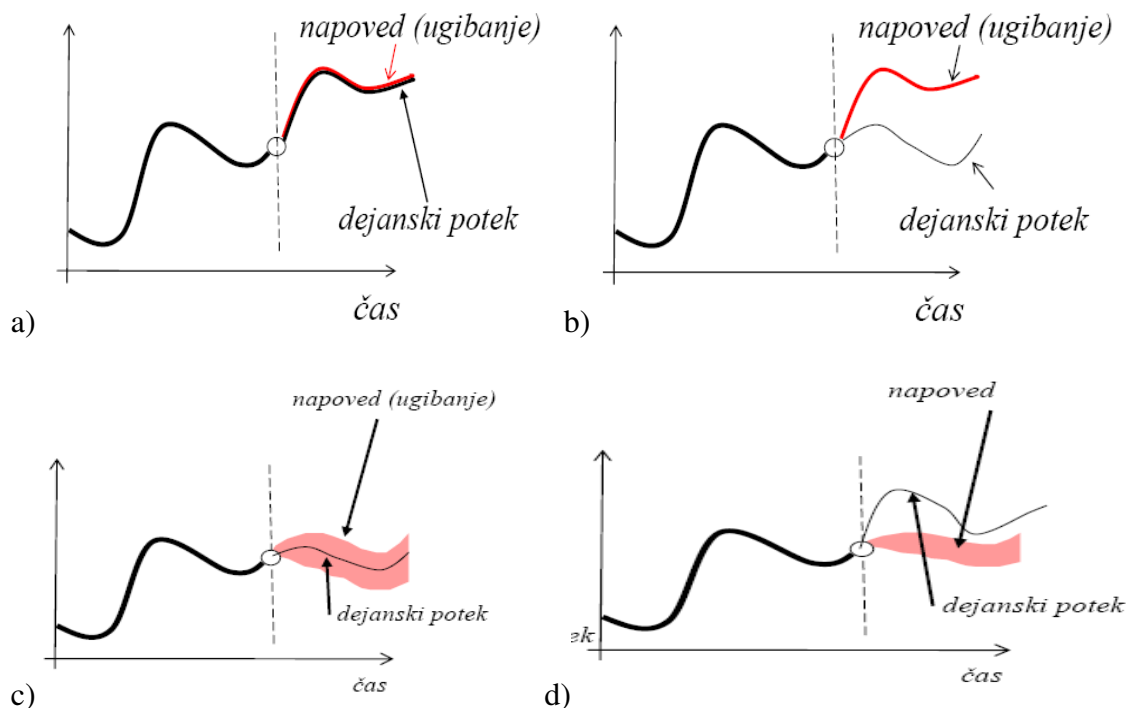 napoved (ugibanje)
dejanski potek
čas
a)
napoved (ugibanje)
dejanski potek
čas
b)
napoved (ugibanje)
dejanski potek
čas
c)
napoved
dejanski potek
ek
čas
d)